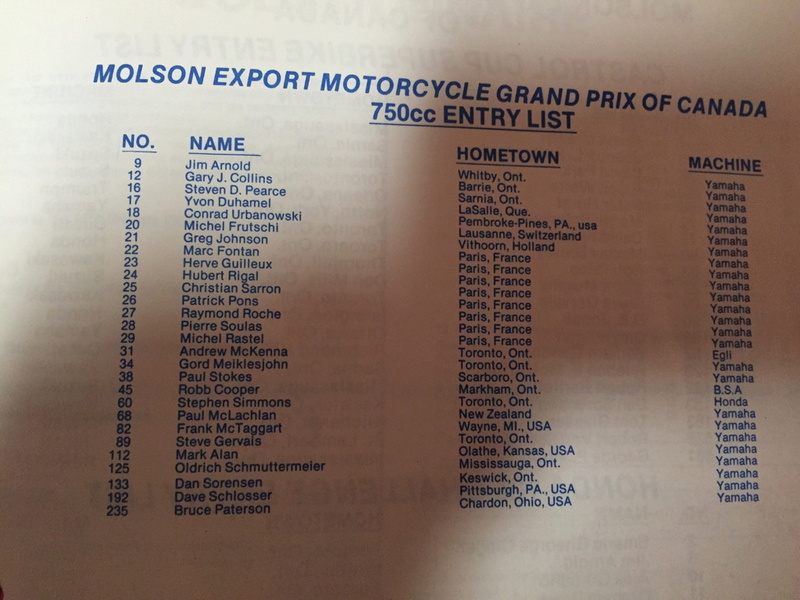 MOLSON EXPORT MOTORCYCLE GRAND PRIX OF CANADA
750cc ENTRY LIST
NO. NAME HOMETOWN MACHINE
9 Jim Arnold Whitby, Ont. Yamaha
12 Gary J. Collins Barrie, Ont. Yamaha
16 Steven D. Pearce Sarnia, Ont. Yamaha
17 Yvon Duhamel LaSalle, Que. Yamaha
18 Conrad Urbanowski Pembroke-Pines, PA., usa Yamaha
20 Michel Frutschi Lausanne, Switzerland Yamaha
21 Greg Johnson Vithoorn, Holland Yamaha
22 Marc Fontan Paris, France Yamaha
23 Herve Guilleux Paris, France Yamaha
24 Hubert Rigal Paris, France Yamaha
25 Christian Sarron Paris, France Yamaha
26 Patrick Pons Paris, France Yamaha
27 Raymond Roche Paris, France Yamaha
28 Pierre Soulas Paris, France Yamaha
29 Michel Rastel Paris, France Yamaha
31 Andrew McKenna Toronto, Ont. Egli
34 Gord Meiklesjohn Toronto, Ont. Yamaha
38 Paul Stokes Scarboro, Ont. Yamaha
45 Robb Cooper Markham, Ont. B.S.A
60 Stephen Simmons Toronto, Ont. Honda
68 Paul McLachlan New Zealand Yamaha
82 Frank McTaggart Wayne, MI., USA Yamaha
89 Steve Gervais Toronto, Ont. Yamaha
112 Mark Alan Olathe, Kansas, USA Yamaha
125 Oldrich Schmuttermeier Mississauga, Ont. Yamaha
133 Dan Sorensen Keswick, Ont. Yamaha
192 Dave Schlosser Pittsburgh, PA., USA Yamaha
235 Bruce Paterson Chardon, Ohio, USA Yamaha